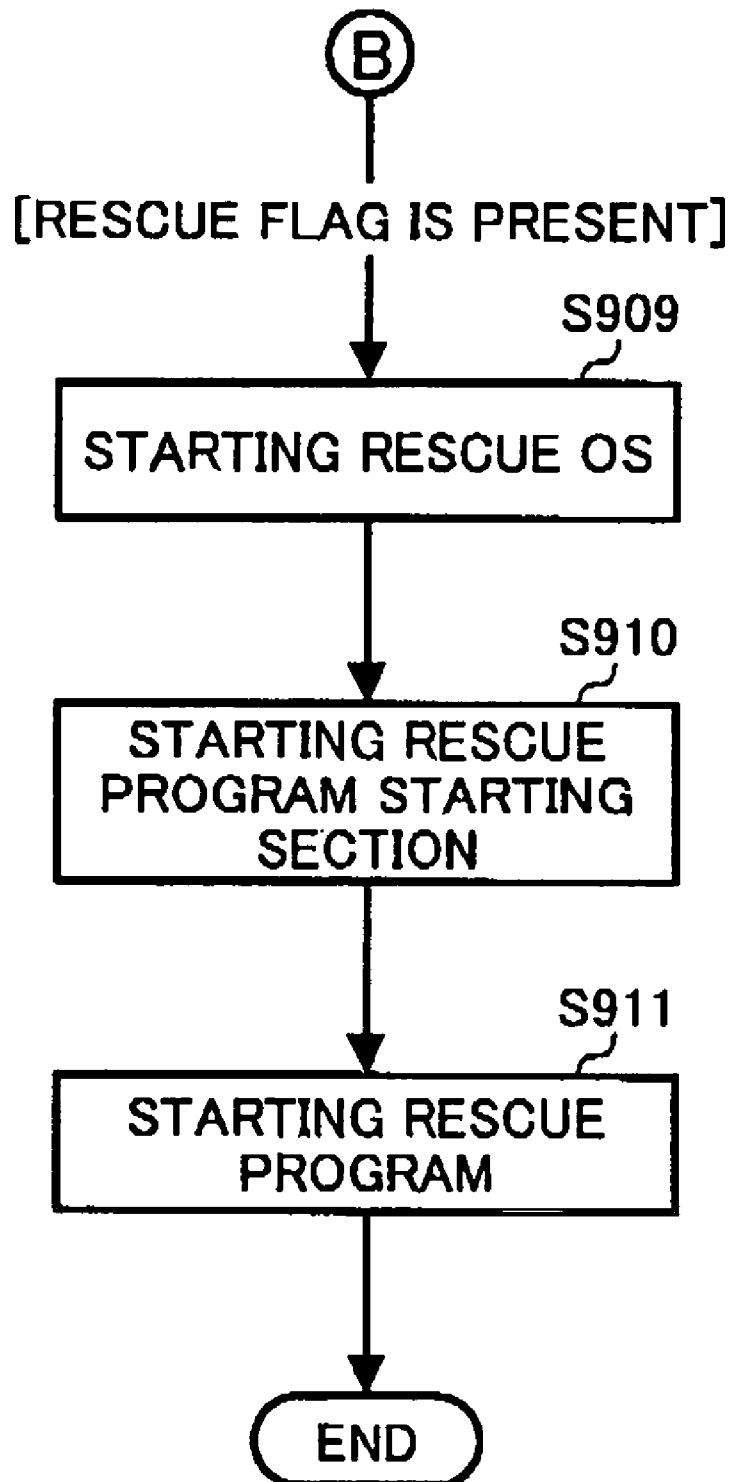 B
[RESCUE FLAG IS PRESENT]
S909
STARTING RESCUE OS
S910
STARTING RESCUE
PROGRAM STARTING
SECTION
S911
STARTING RESCUE
PROGRAM
END